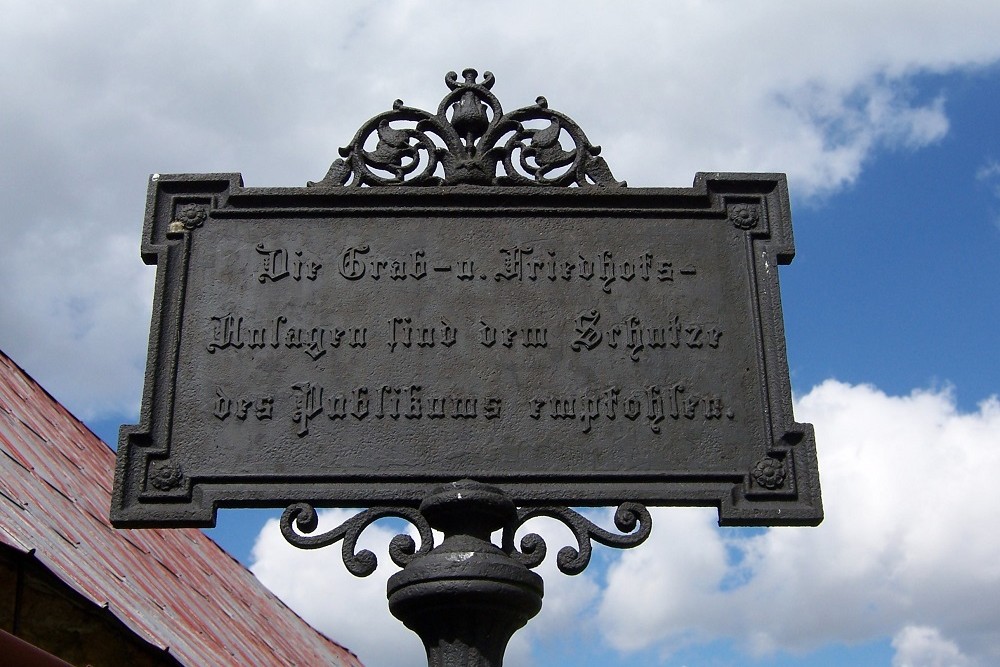 Die Grab- u. Friedhofs-
Anlagen sind dem Schutze
des Publikums empfohlen.